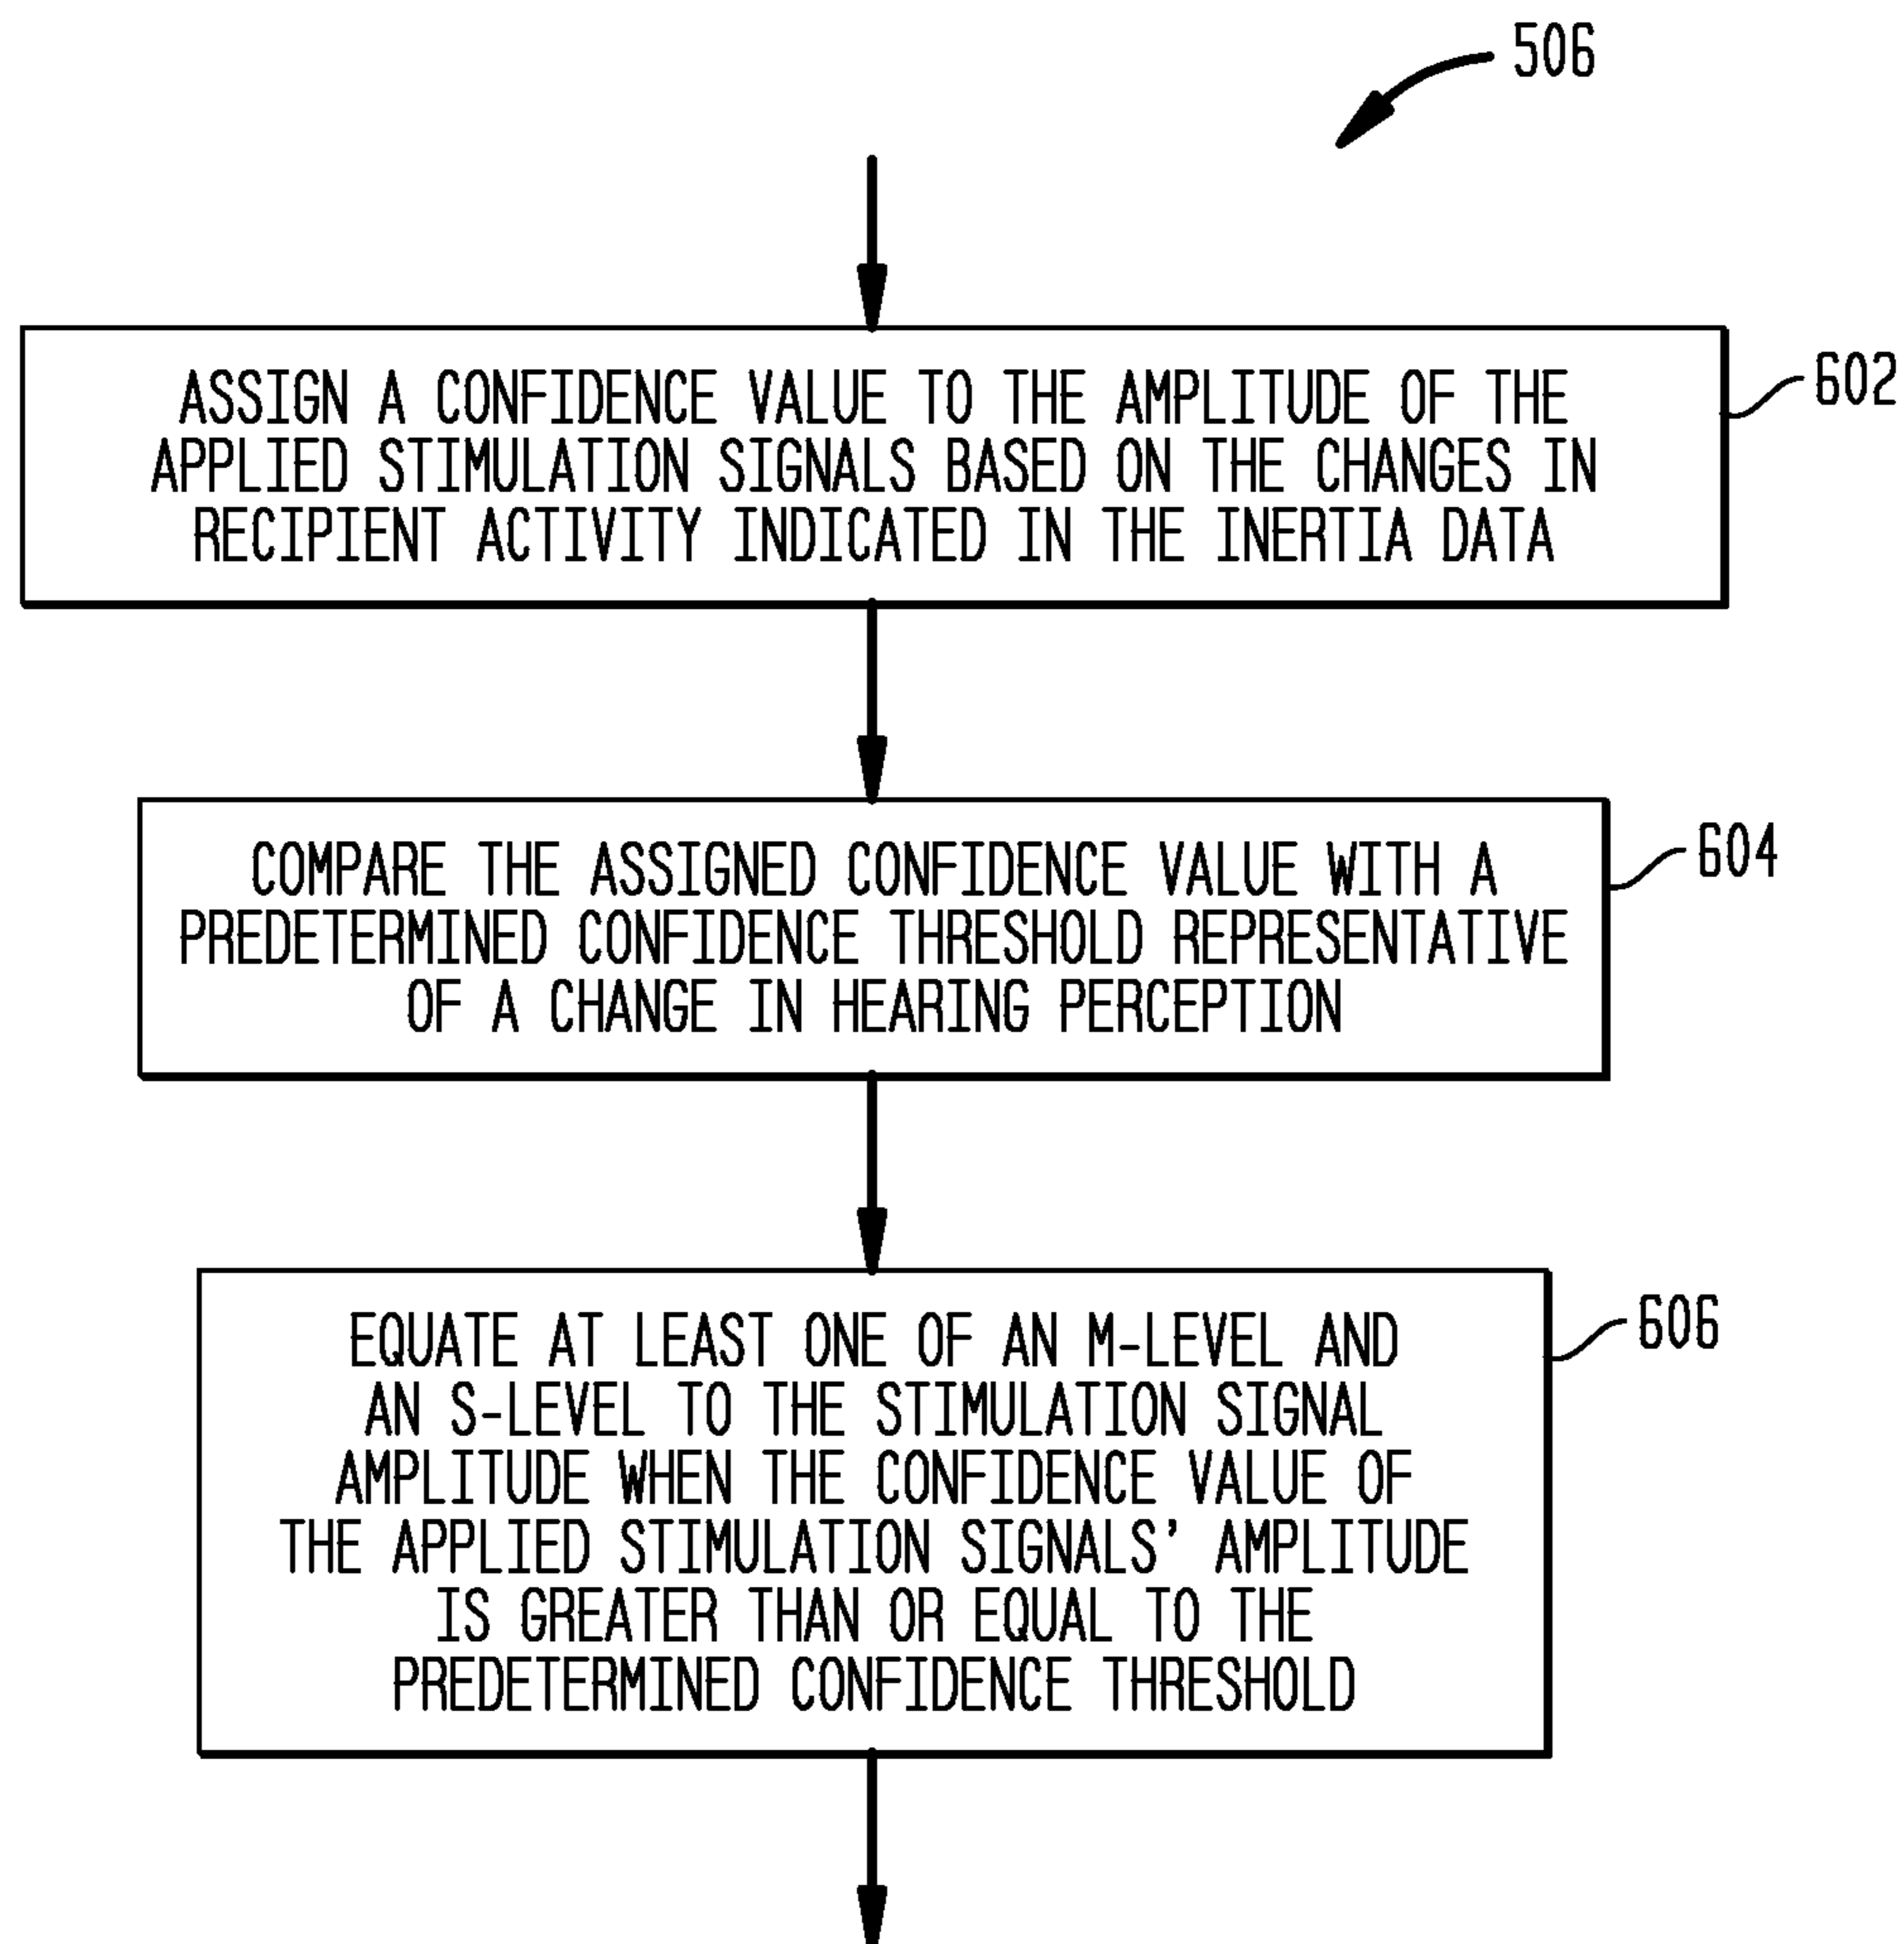 506
ASSIGN A CONFIDENCE VALUE TO THE AMPLITUDE OF THE
APPLIED STIMULATION SIGNALS BASED ON THE CHANGES IN
RECIPIENT ACTIVITY INDICATED IN THE INERTIA DATA
602
COMPARE THE ASSIGNED CONFIDENCE VALUE WITH A
PREDETERMINED CONFIDENCE THRESHOLD REPRESENTATIVE
OF A CHANGE IN HEARING PERCEPTION
604
EQUATE AT LEAST ONE OF AN M-LEVEL AND
AN S-LEVEL TO THE STIMULATION SIGNAL
AMPLITUDE WHEN THE CONFIDENCE VALUE OF
THE APPLIED STIMULATION SIGNALS' AMPLITUDE
IS GREATER THAN OR EQUAL TO THE
PREDETERMINED CONFIDENCE THRESHOLD
606